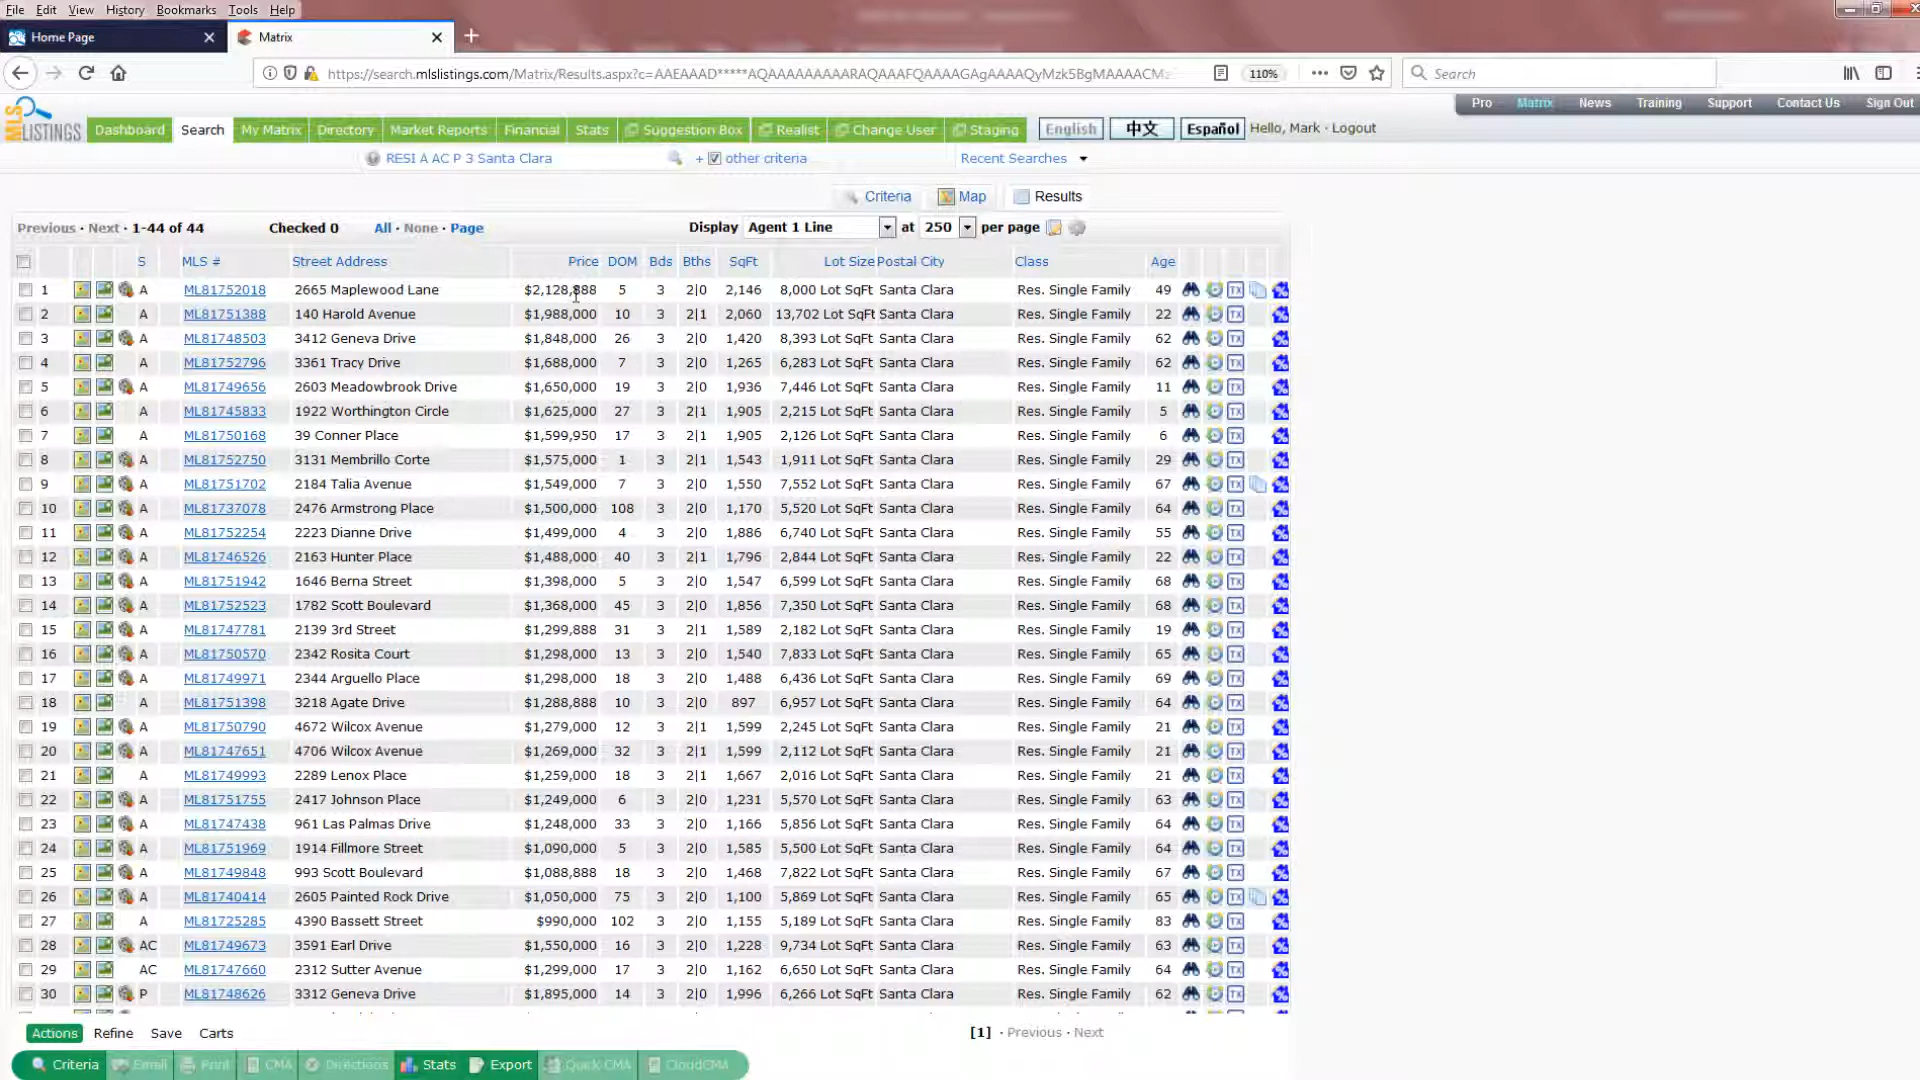 File Edit View History Bookmarks Tools Help
Home Page Matrix
https://search.mlslistings.com/Matrix/Results.aspx?c=AAEAAAD*****AQAAAAAAAAARAQAAAFQAAAAGAgAAAAQyMzk5BgMAAAACM 110% Search
Pro Matrix News Training Support Contact Us Sign Out
MLS LISTINGS Dashboard Search My Matrix Directory Market Reports Financial Stats Suggestion Box Realist Change User Staging English 中文 Español Hello, Mark · Logout
RESI A AC P 3 Santa Clara + other criteria Recent Searches
Criteria Map Results
Previous · Next · 1-44 of 44 Checked 0 All · None · Page Display Agent 1 Line at 250 per page
S MLS # Street Address Price DOM Bds Bths SqFt Lot Size Postal City Class Age
1 A ML81752018 2665 Maplewood Lane $2,128,888 5 3 2|0 2,146 8,000 Lot SqFt Santa Clara Res. Single Family 49 TX
2 A ML81751388 140 Harold Avenue $1,988,000 10 3 2|1 2,060 13,702 Lot SqFt Santa Clara Res. Single Family 22 TX
3 A ML81748503 3412 Geneva Drive $1,848,000 26 3 2|0 1,420 8,393 Lot SqFt Santa Clara Res. Single Family 62 TX
4 A ML81752796 3361 Tracy Drive $1,688,000 7 3 2|0 1,265 6,283 Lot SqFt Santa Clara Res. Single Family 62 TX
5 A ML81749656 2603 Meadowbrook Drive $1,650,000 19 3 2|0 1,936 7,446 Lot SqFt Santa Clara Res. Single Family 11 TX
6 A ML81745833 1922 Worthington Circle $1,625,000 27 3 2|1 1,905 2,215 Lot SqFt Santa Clara Res. Single Family 5 TX
7 A ML81750168 39 Conner Place $1,599,950 17 3 2|1 1,905 2,126 Lot SqFt Santa Clara Res. Single Family 6 TX
8 A ML81752750 3131 Membrillo Corte $1,575,000 1 3 2|1 1,543 1,911 Lot SqFt Santa Clara Res. Single Family 29 TX
9 A ML81751702 2184 Talia Avenue $1,549,000 7 3 2|0 1,550 7,552 Lot SqFt Santa Clara Res. Single Family 67 TX
10 A ML81737078 2476 Armstrong Place $1,500,000 108 3 2|0 1,170 5,520 Lot SqFt Santa Clara Res. Single Family 64 TX
11 A ML81752254 2223 Dianne Drive $1,499,000 4 3 2|0 1,886 6,740 Lot SqFt Santa Clara Res. Single Family 55 TX
12 A ML81746526 2163 Hunter Place $1,488,000 40 3 2|1 1,796 2,844 Lot SqFt Santa Clara Res. Single Family 22 TX
13 A ML81751942 1646 Berna Street $1,398,000 5 3 2|0 1,547 6,599 Lot SqFt Santa Clara Res. Single Family 68 TX
14 A ML81752523 1782 Scott Boulevard $1,368,000 45 3 2|0 1,856 7,350 Lot SqFt Santa Clara Res. Single Family 68 TX
15 A ML81747781 2139 3rd Street $1,299,888 31 3 2|1 1,589 2,182 Lot SqFt Santa Clara Res. Single Family 19 TX
16 A ML81750570 2342 Rosita Court $1,298,000 13 3 2|0 1,540 7,833 Lot SqFt Santa Clara Res. Single Family 65 TX
17 A ML81749971 2344 Arguello Place $1,298,000 18 3 2|0 1,488 6,436 Lot SqFt Santa Clara Res. Single Family 69 TX
18 A ML81751398 3218 Agate Drive $1,288,888 10 3 2|0 897 6,957 Lot SqFt Santa Clara Res. Single Family 64 TX
19 A ML81750790 4672 Wilcox Avenue $1,279,000 12 3 2|1 1,599 2,245 Lot SqFt Santa Clara Res. Single Family 21 TX
20 A ML81747651 4706 Wilcox Avenue $1,269,000 32 3 2|1 1,599 2,112 Lot SqFt Santa Clara Res. Single Family 21 TX
21 A ML81749993 2289 Lenox Place $1,259,000 18 3 2|1 1,667 2,016 Lot SqFt Santa Clara Res. Single Family 21 TX
22 A ML81751755 2417 Johnson Place $1,249,000 6 3 2|0 1,231 5,570 Lot SqFt Santa Clara Res. Single Family 63 TX
23 A ML81747438 961 Las Palmas Drive $1,248,000 33 3 2|0 1,166 5,856 Lot SqFt Santa Clara Res. Single Family 64 TX
24 A ML81751969 1914 Fillmore Street $1,090,000 5 3 2|0 1,585 5,500 Lot SqFt Santa Clara Res. Single Family 64 TX
25 A ML81749848 993 Scott Boulevard $1,088,888 18 3 2|0 1,468 7,822 Lot SqFt Santa Clara Res. Single Family 67 TX
26 A ML81740414 2605 Painted Rock Drive $1,050,000 75 3 2|0 1,100 5,869 Lot SqFt Santa Clara Res. Single Family 65 TX
27 A ML81725285 4390 Bassett Street $990,000 102 3 2|0 1,155 5,189 Lot SqFt Santa Clara Res. Single Family 83 TX
28 AC ML81749673 3591 Earl Drive $1,550,000 16 3 2|0 1,228 9,734 Lot SqFt Santa Clara Res. Single Family 63 TX
29 AC ML81747660 2312 Sutter Avenue $1,299,000 17 3 2|0 1,162 6,650 Lot SqFt Santa Clara Res. Single Family 64 TX
30 P ML81748626 3312 Geneva Drive $1,895,000 14 3 2|0 1,996 6,266 Lot SqFt Santa Clara Res. Single Family 62 TX
Actions Refine Save Carts [1] · Previous · Next
Criteria Email Print CMA Directions Stats Export Quick CMA CloudCMA